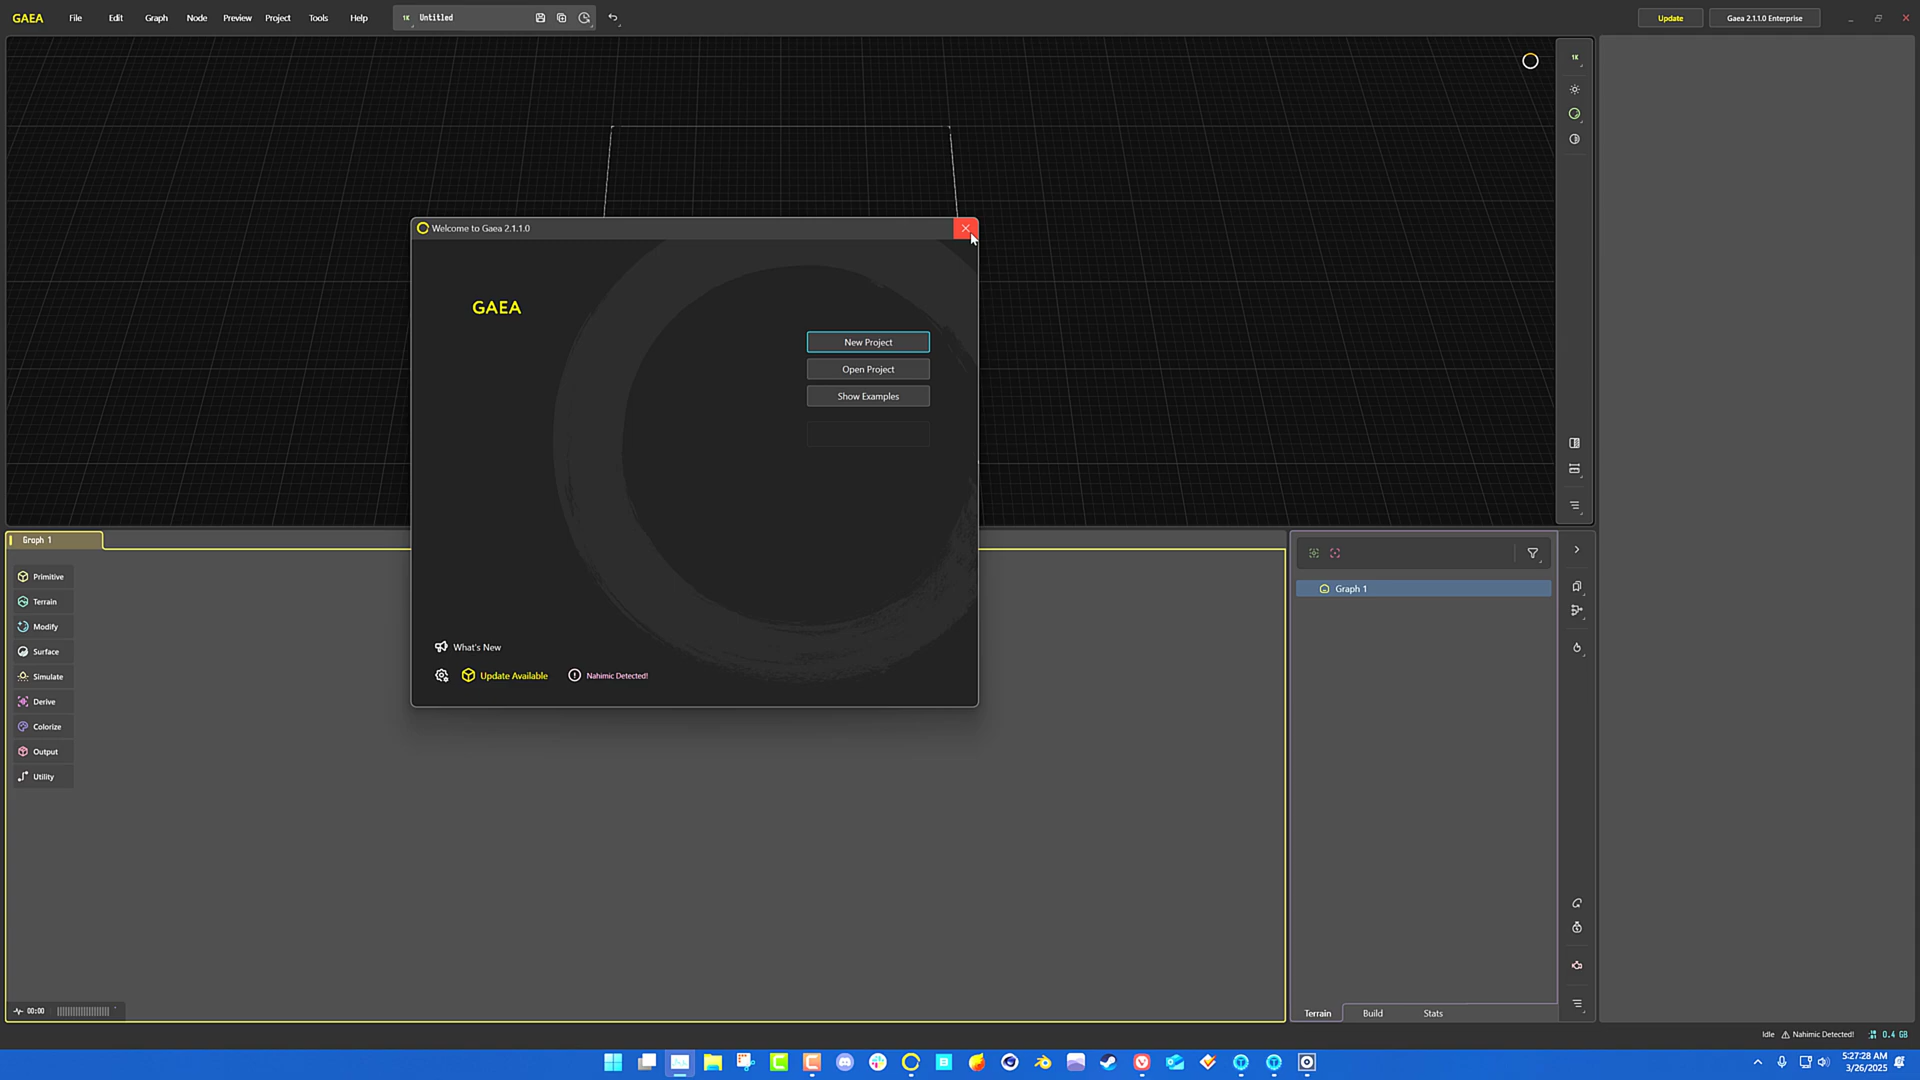 GAEA File Edit Graph Node Preview Project Tools Help 1K Untitled Update Gaea 2.1.1.0 Enterprise
1K
Welcome to Gaea 2.1.1.0
GAEA
New Project
Open Project
Show Examples
What's New
Update Available Nahimic Detected!
Graph 1
Primitive
Terrain
Modify
Surface
Simulate
Derive
Colorize
Output
Utility
00:00
Graph 1
Terrain Build Stats
Idle Nahimic Detected! 0.4 GB
5:27:28 AM
3/26/2025